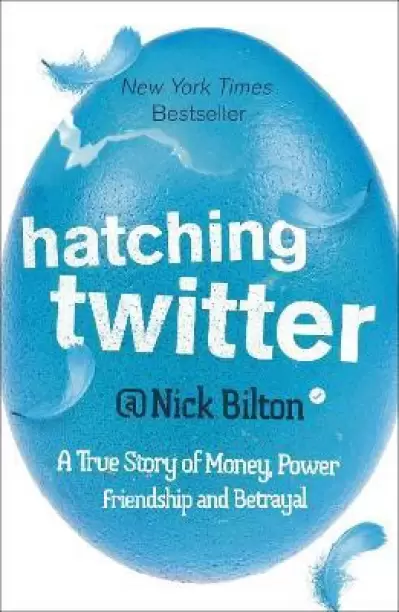 New York Times
Bestseller
hatching
twitter
@Nick Bilton
A True Story of Money, Power
Friendship and Betrayal